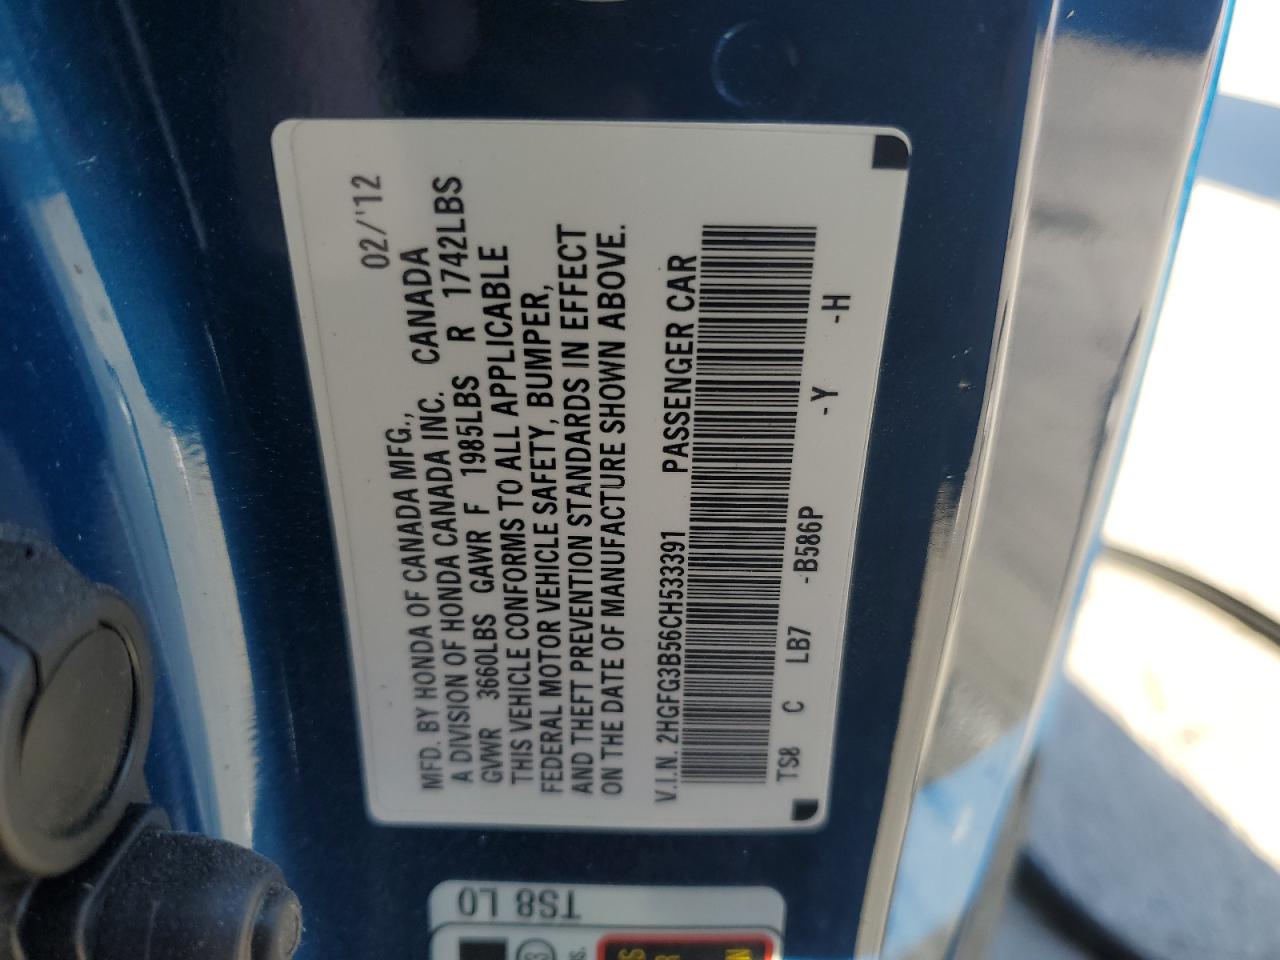 02/'12
MFD. BY HONDA OF CANADA MFG.,
A DIVISION OF HONDA CANADA INC. CANADA
GVWR 3660LBS GAWR F 1985LBS R 1742LBS
THIS VEHICLE CONFORMS TO ALL APPLICABLE
FEDERAL MOTOR VEHICLE SAFETY, BUMPER,
AND THEFT PREVENTION STANDARDS IN EFFECT
ON THE DATE OF MANUFACTURE SHOWN ABOVE.
V.I.N. 2HGFG3B56CH533391 PASSENGER CAR
TS8 C LB7 -B586P -Y -H
TS8 L0